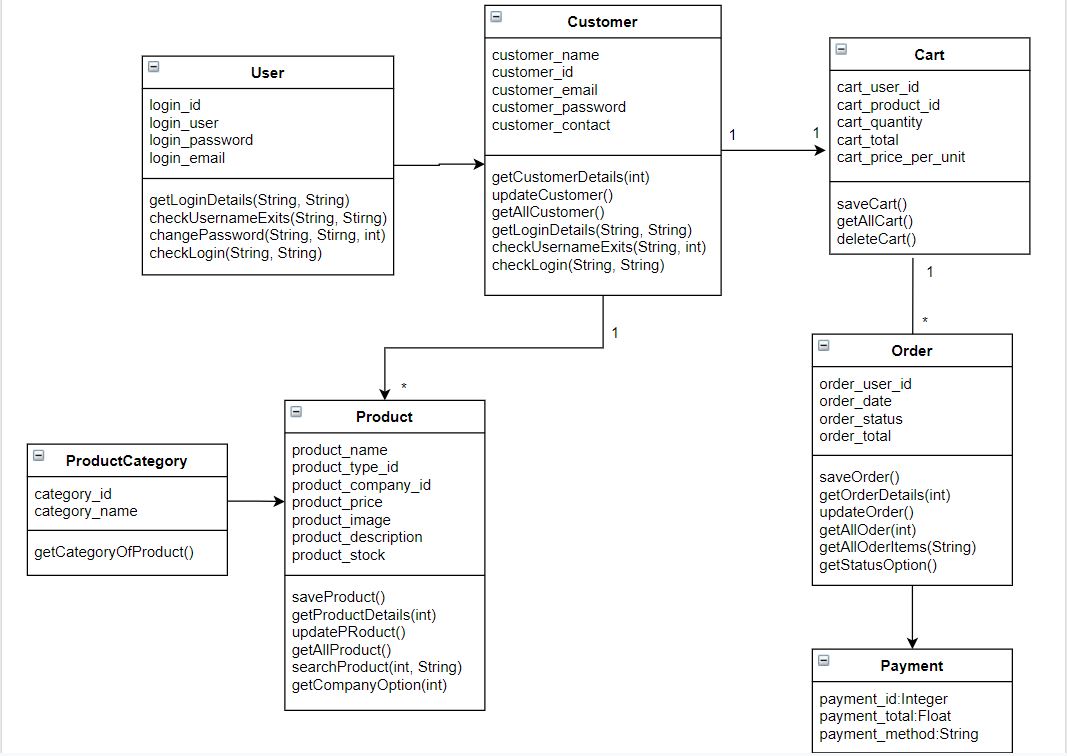 User
login_id
login_user
login_password
login_email
getLoginDetails(String, String)
checkUsernameExits(String, Stirng)
changePassword(String, Stirng, int)
checkLogin(String, String)
Customer
customer_name
customer_id
customer_email
customer_password
customer_contact
getCustomerDetails(int)
updateCustomer()
getAllCustomer()
getLoginDetails(String, String)
checkUsernameExits(String, int)
checkLogin(String, String)
1
1
Cart
cart_user_id
cart_product_id
cart_quantity
cart_total
cart_price_per_unit
saveCart()
getAllCart()
deleteCart()
1
*
1
*
ProductCategory
category_id
category_name
getCategoryOfProduct()
Product
product_name
product_type_id
product_company_id
product_price
product_image
product_description
product_stock
saveProduct()
getProductDetails(int)
updatePRoduct()
getAllProduct()
searchProduct(int, String)
getCompanyOption(int)
Order
order_user_id
order_date
order_status
order_total
saveOrder()
getOrderDetails(int)
updateOrder()
getAllOder(int)
getAllOderItems(String)
getStatusOption()
Payment
payment_id:Integer
payment_total:Float
payment_method:String